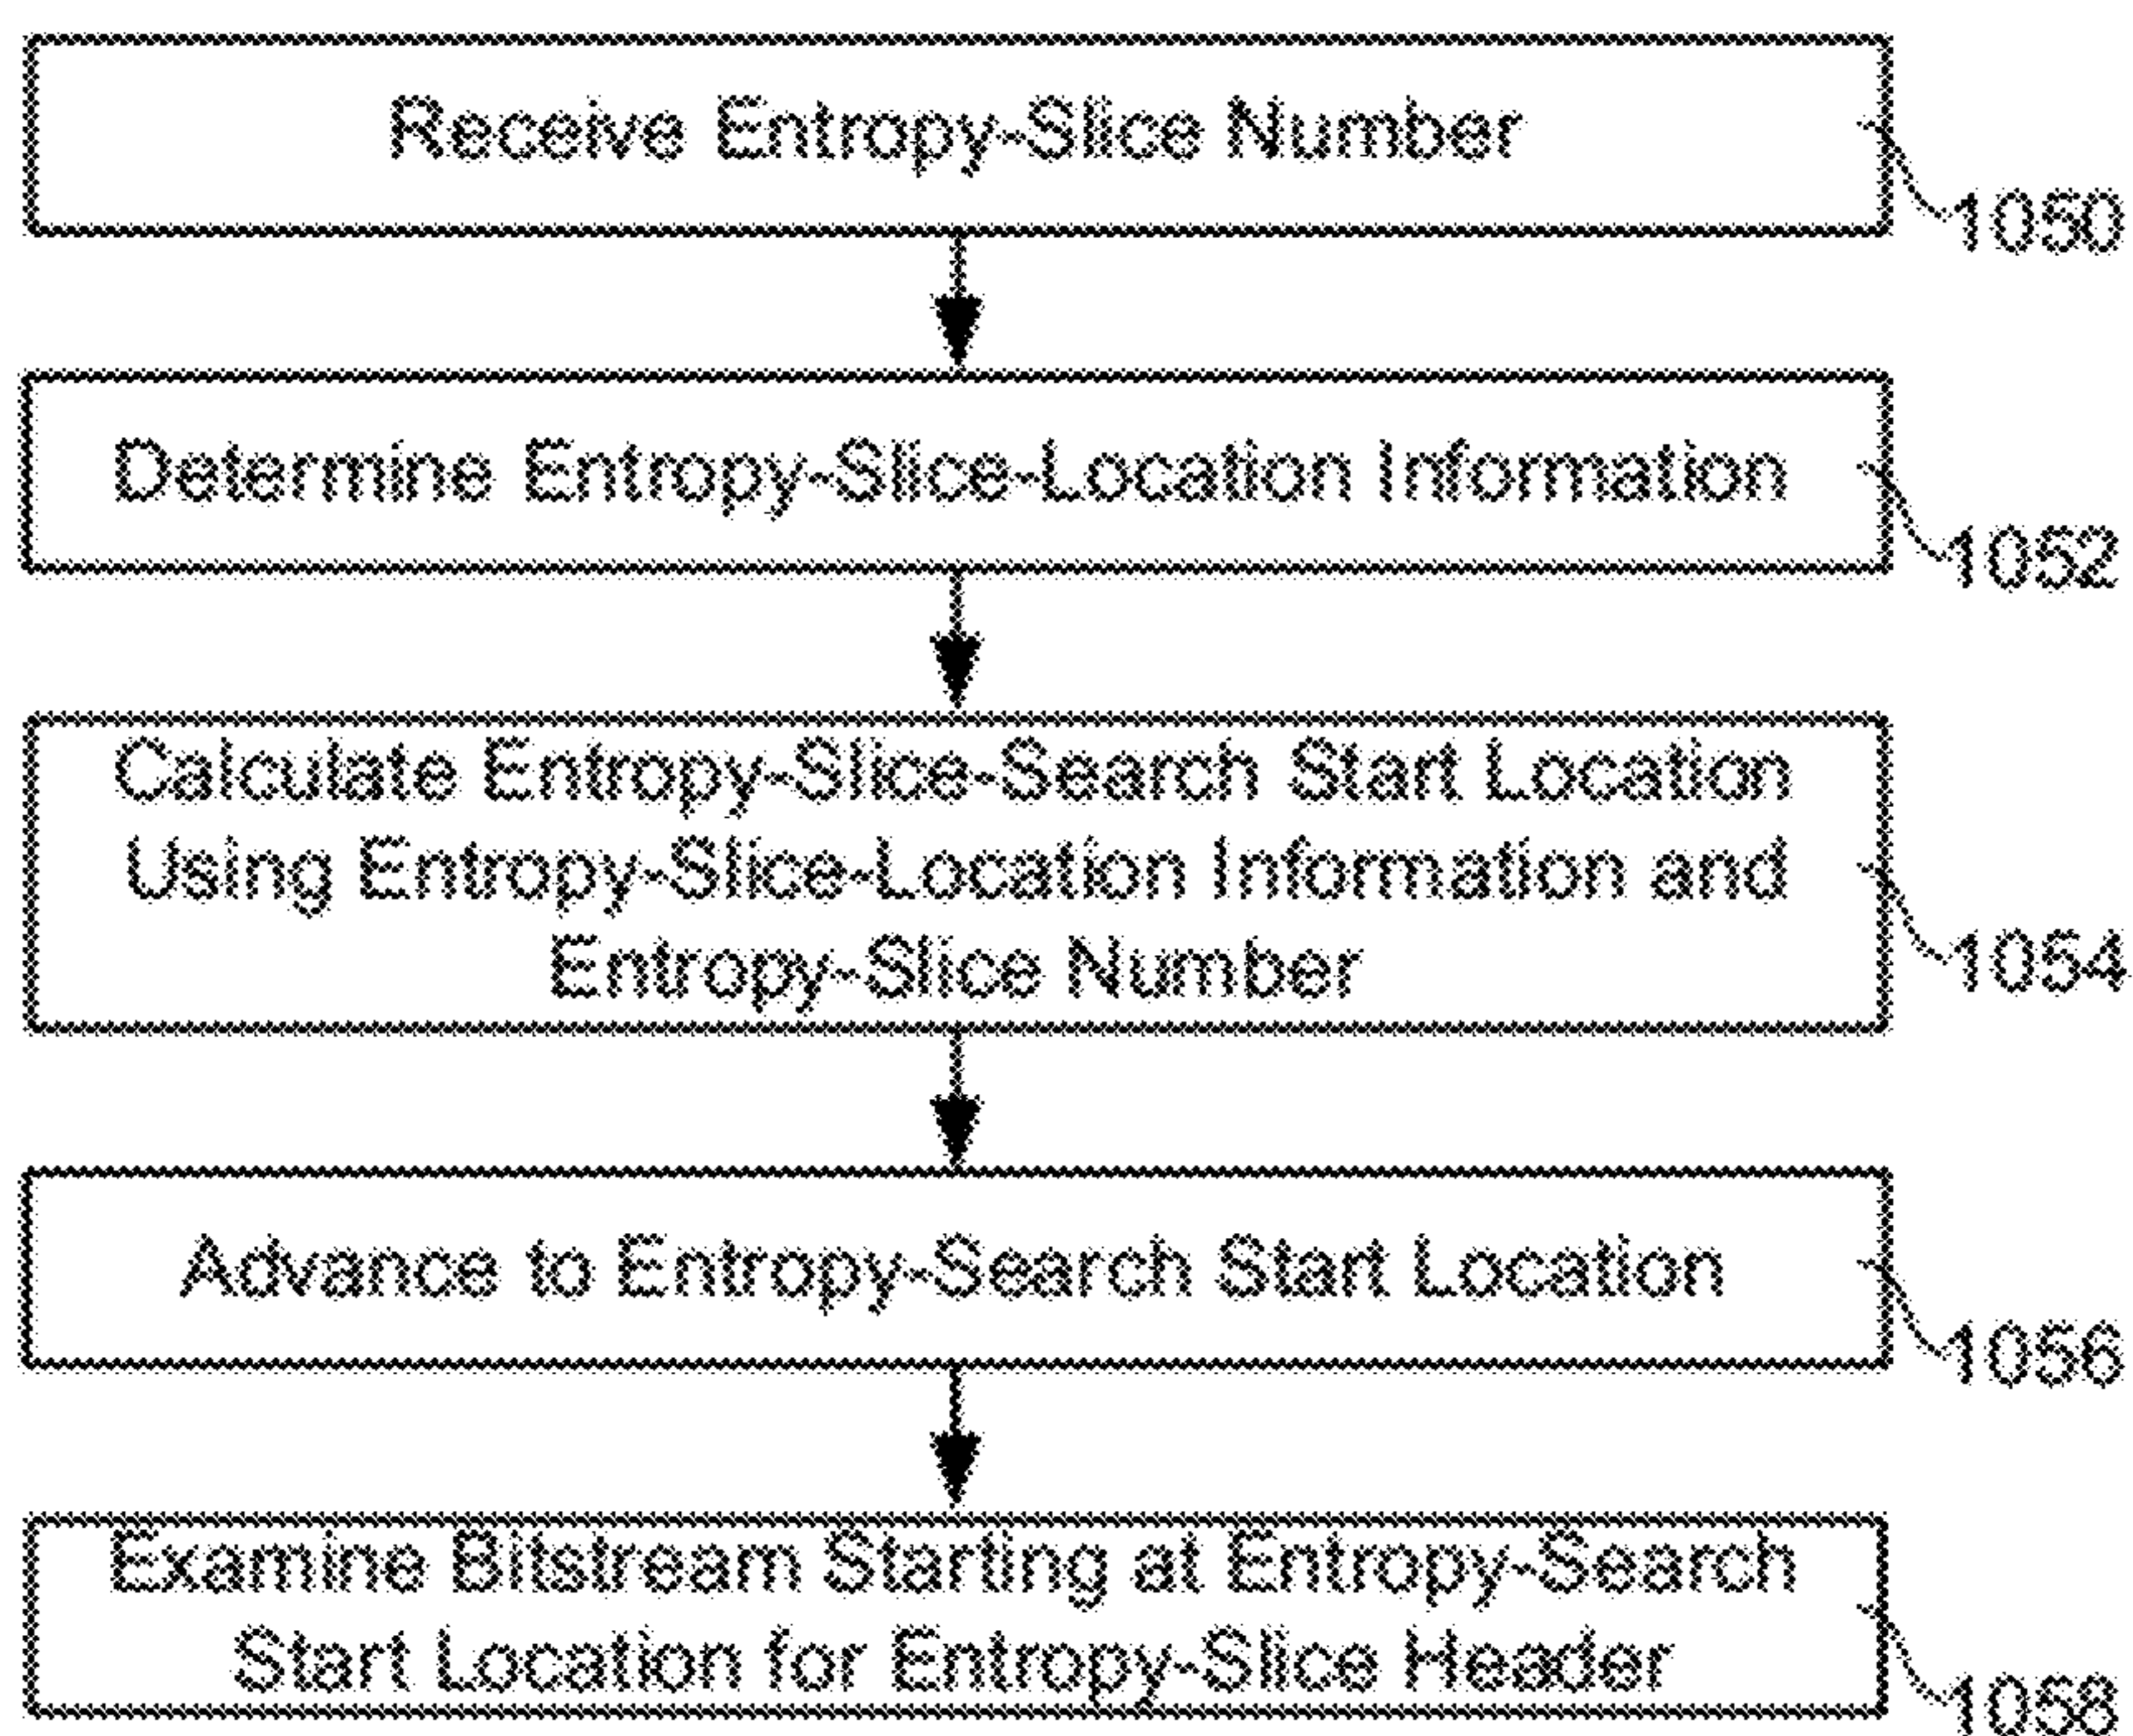 Receive Entropy-Slice Number
1050
Determine Entropy-Slice-Location Information
1052
Calculate Entropy-Slice-Search Start Location
Using Entropy-Slice-Location Information and
Entropy-Slice Number
1054
Advance to Entropy-Search Start Location
1056
Examine Bitstream Starting at Entropy-Search
Start Location for Entropy-Slice Header
1058